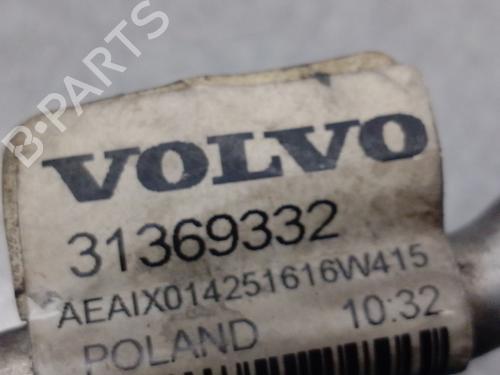 B-PARTS
VOLVO
31369332
AEAIX014251616W415
POLAND 10:32